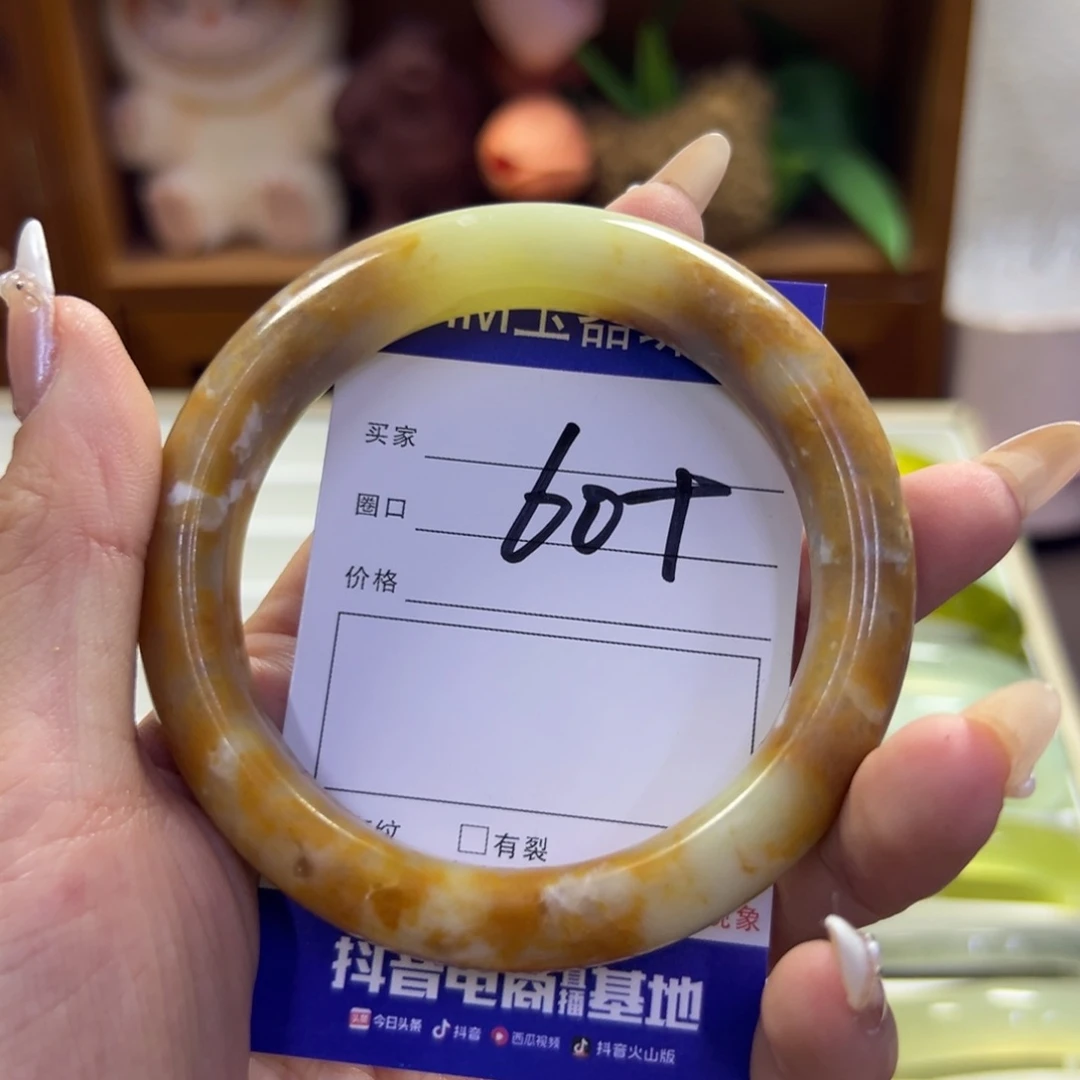 买家
圈口 60T
价格
有裂
抖音电商直播基地
今日头条 抖音 西瓜视频 抖音火山版